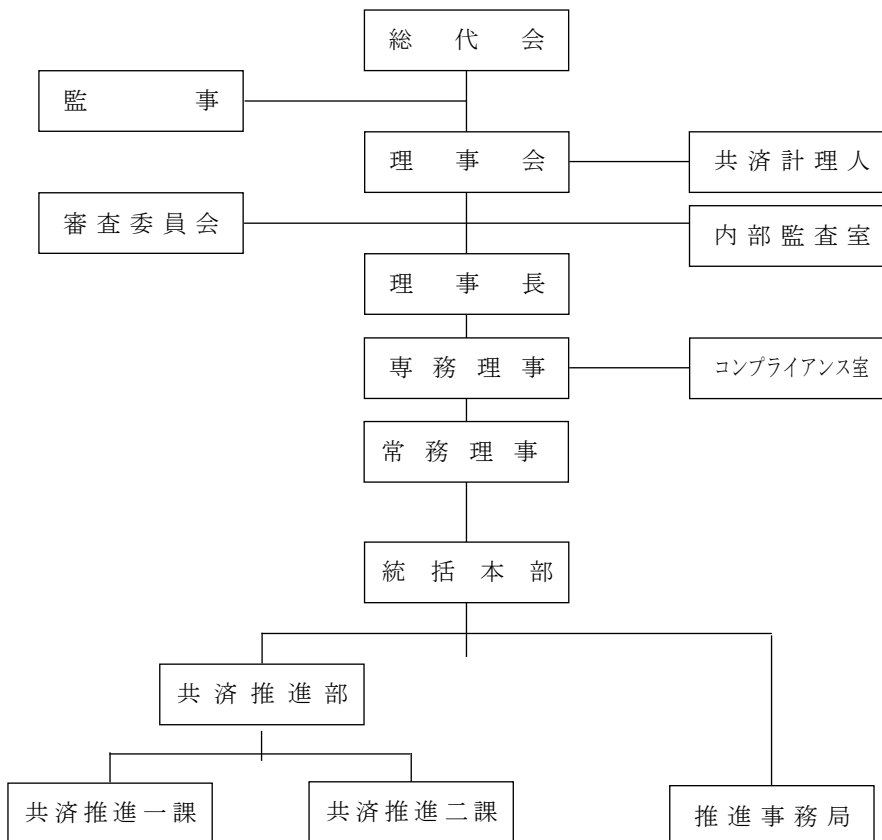 総代会
監事
理事会
共済計理人
審査委員会
内部監査室
理事長
専務理事
コンプライアンス室
常務理事
統括本部
共済推進部
共済推進一課
共済推進二課
推進事務局